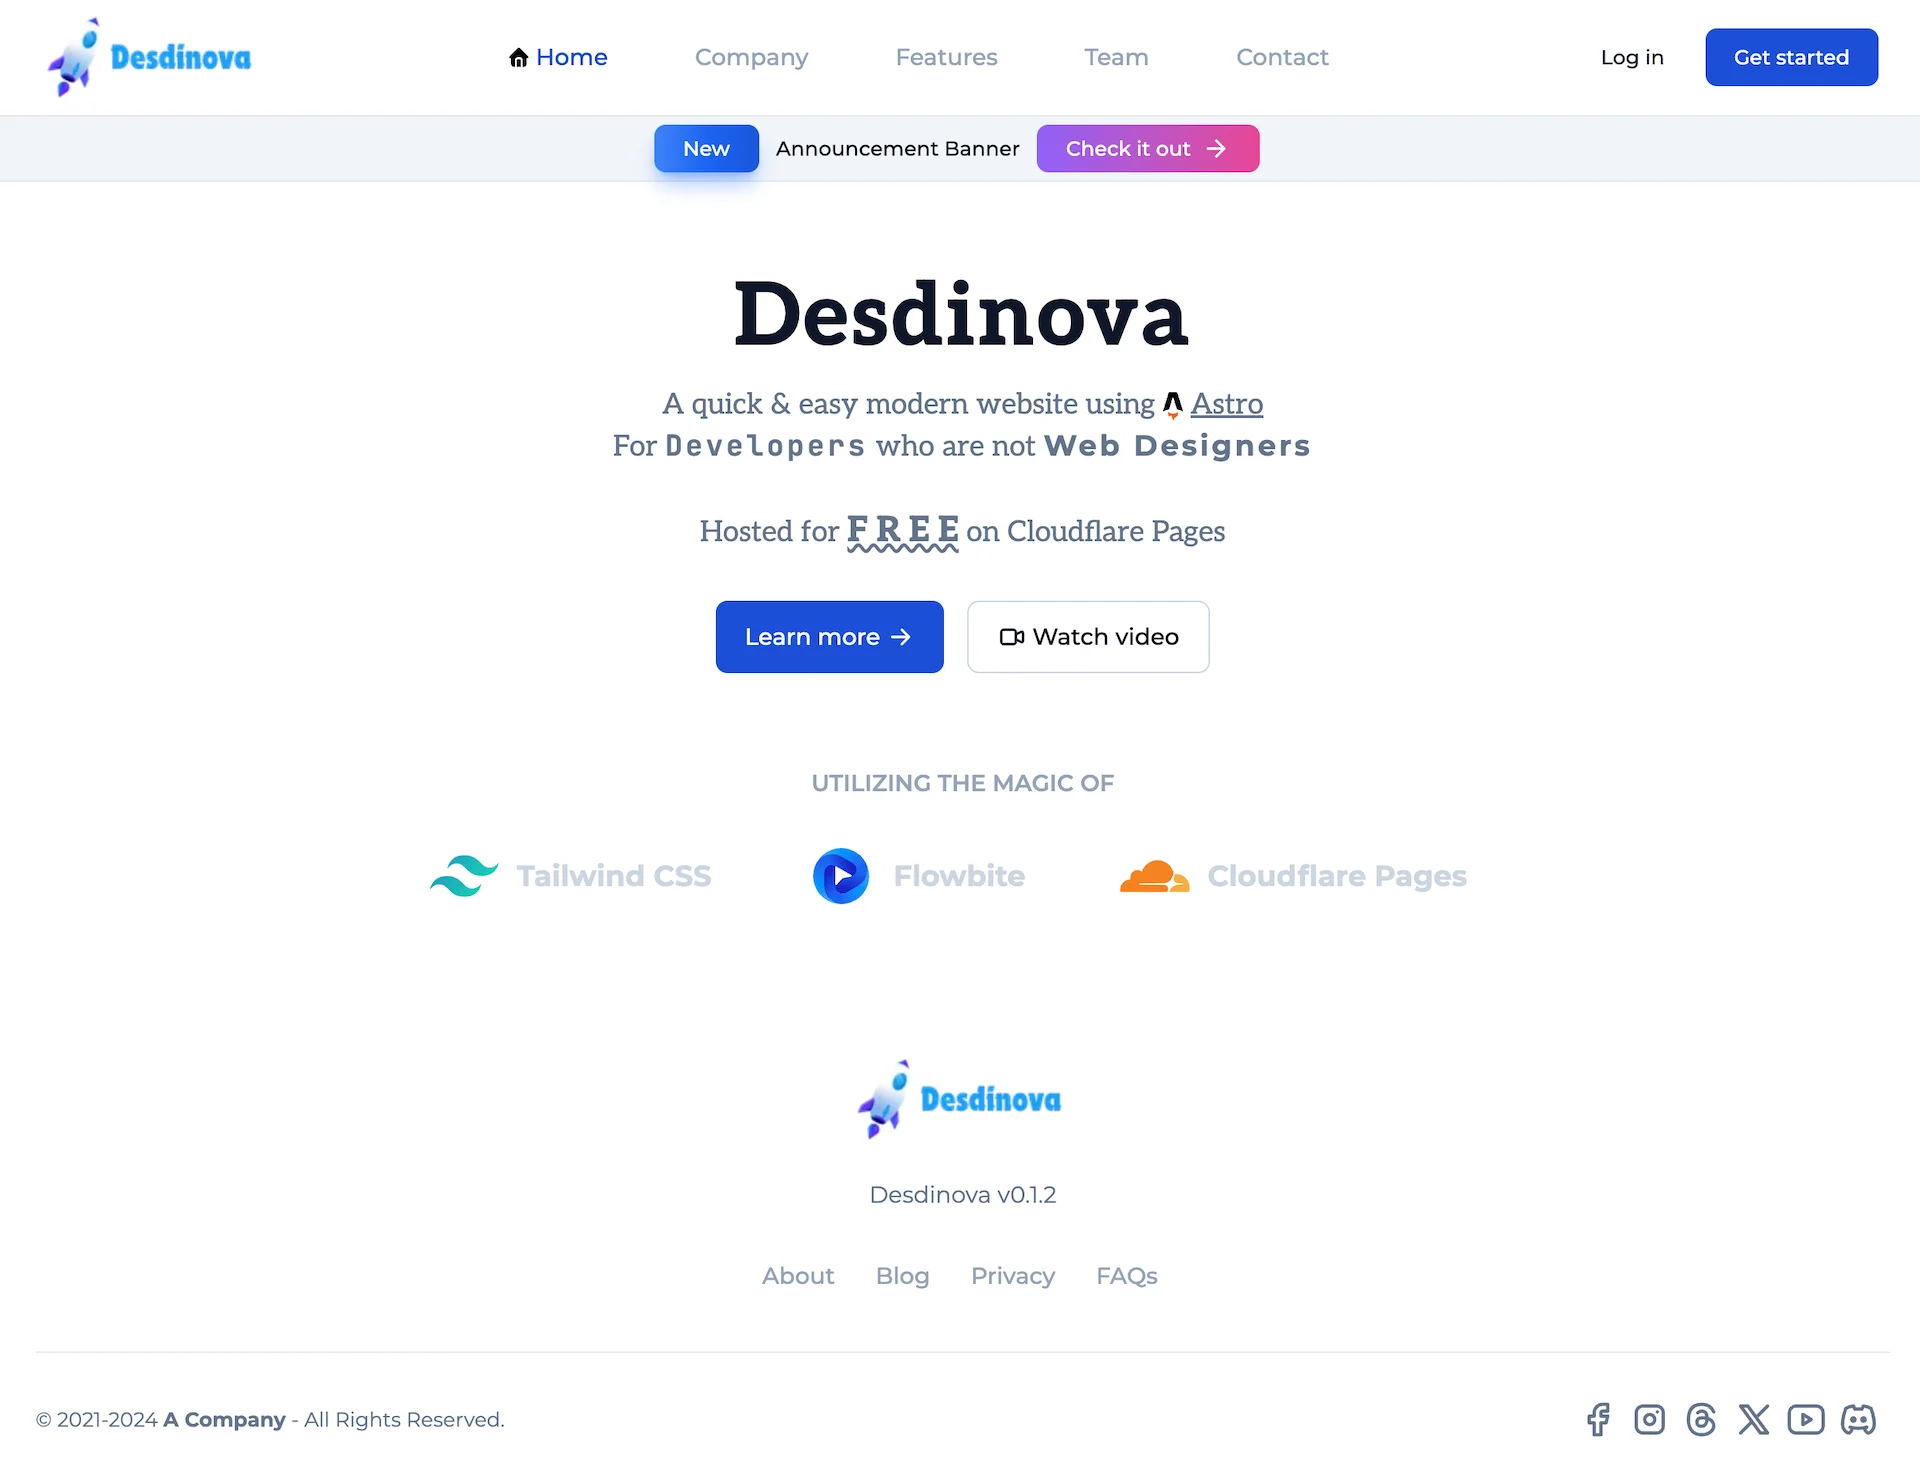 Desdinova
Home
Company
Features
Team
Contact
Log in
Get started
New
Announcement Banner
Check it out
Desdinova
A quick & easy modern website using Astro
For Developers who are not Web Designers
Hosted for FREE on Cloudflare Pages
Learn more
Watch video
UTILIZING THE MAGIC OF
Tailwind CSS
Flowbite
Cloudflare Pages
Desdinova
Desdinova v0.1.2
About
Blog
Privacy
FAQs
© 2021-2024 A Company - All Rights Reserved.